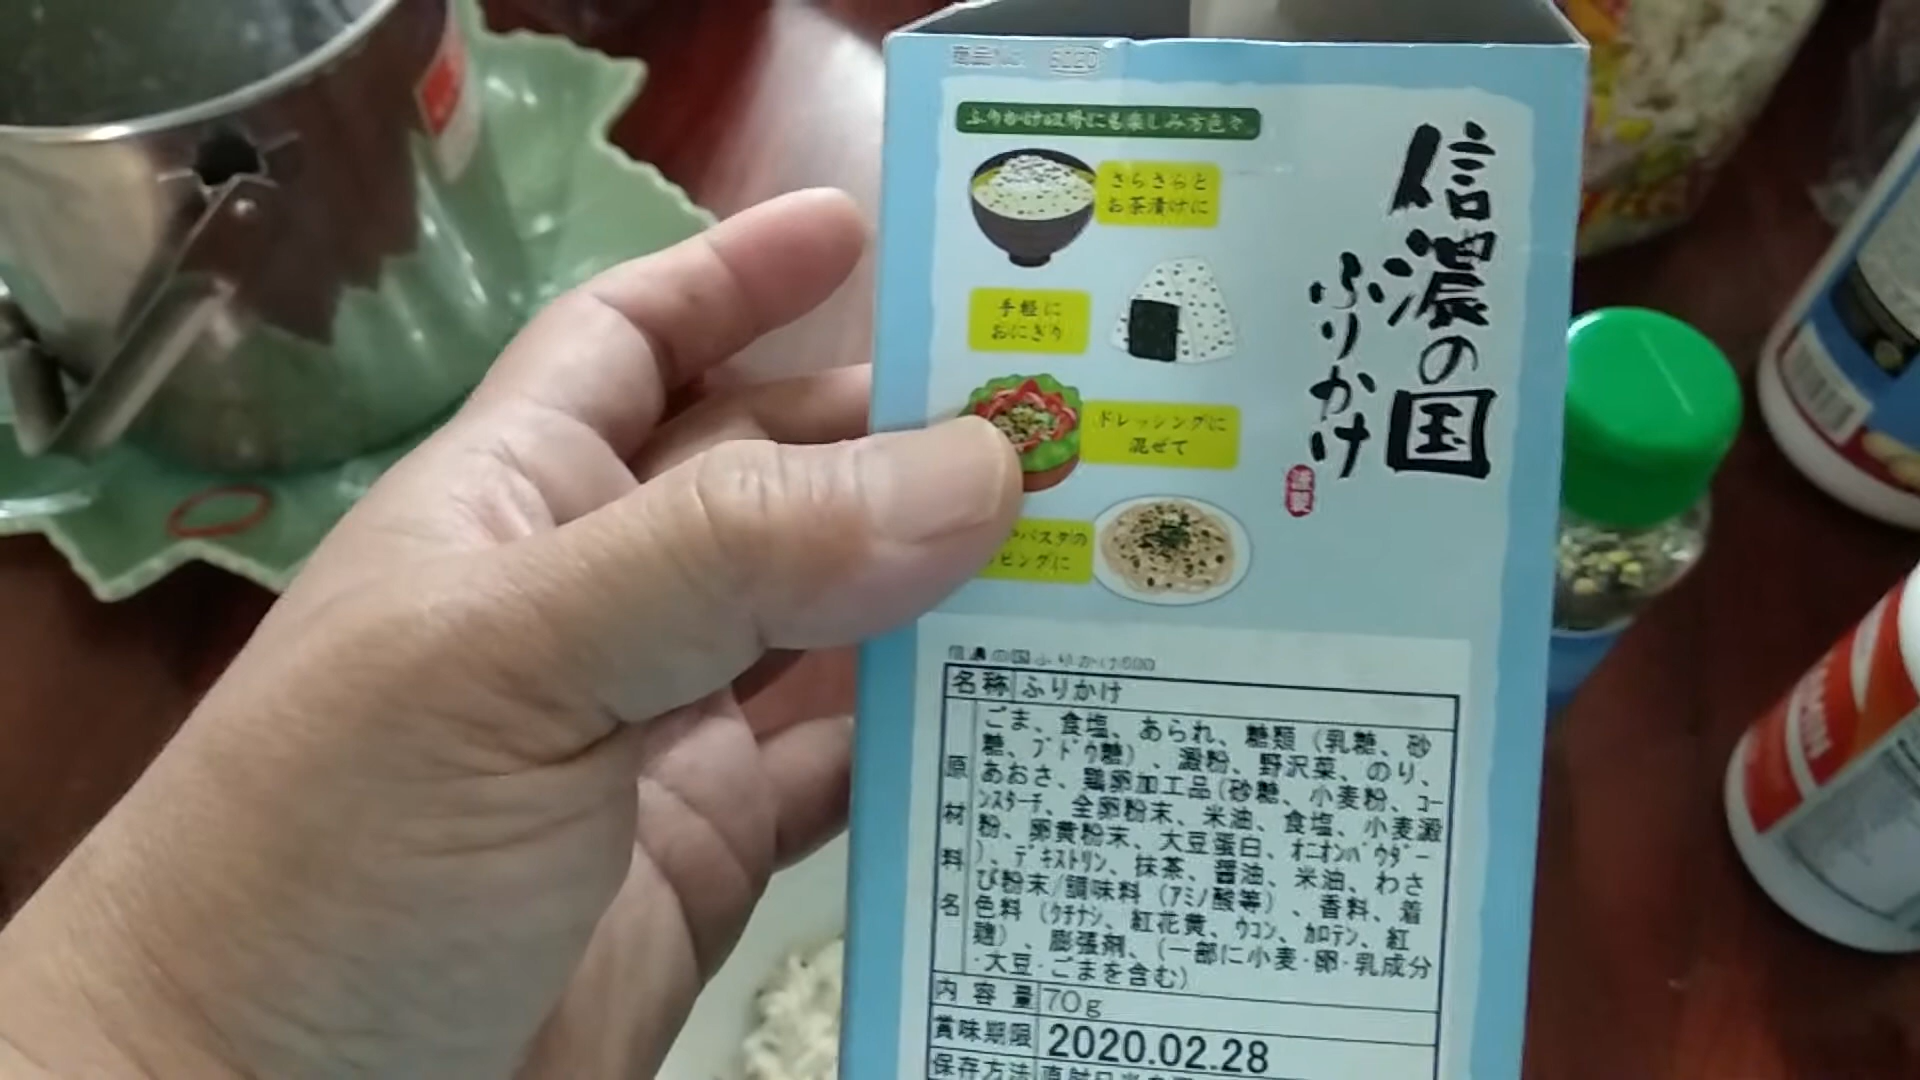 商品No. 6020
ふりかけ以外にも楽しみ方色々。
さらさらと
お茶漬けに
手軽に
おにぎり
ドレッシングに
混ぜて
パスタの
ピングに
信濃の国
ふりかけ
謹製
信濃の国ふりかけ600
名称 ふりかけ
原材料名
ごま、食塩、あられ、糖類（乳糖、砂
糖、ブドウ糖）、澱粉、野沢菜、のり、
あおさ、鶏卵加工品（砂糖、小麦粉、コー
ンスターチ、全卵粉末、米油、食塩、小麦澱
粉、卵黄粉末、大豆蛋白、オニオンパウダー
）、デキストリン、抹茶、醤油、米油、わさ
び粉末/調味料（アミノ酸等）、香料、着
色料（クチナシ、紅花黄、ウコン、カロテン、紅
麹）、膨張剤、（一部に小麦・卵・乳成分
・大豆・ごまを含む）
内容量 70g
賞味期限 2020.02.28
保存方法